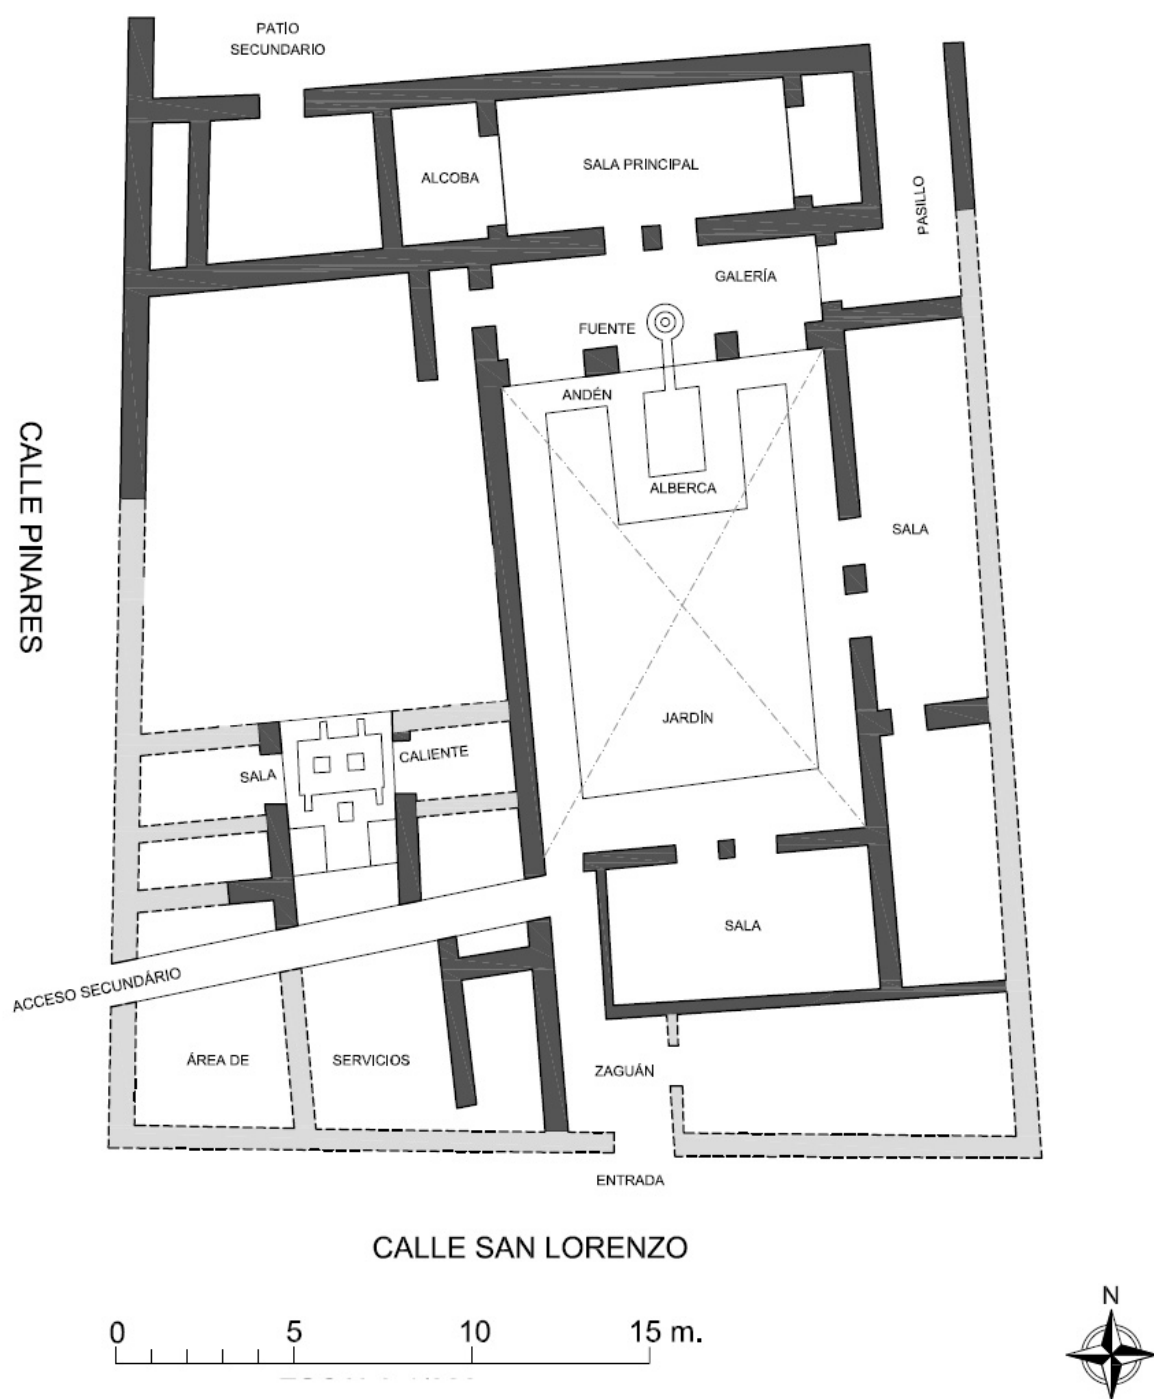 PATÍO
SECUNDARIO
ALCOBA
SALA PRINCIPAL
PASILLO
GALERÍA
FUENTE
ANDÉN
ALBERCA
SALA
CALLE PINARES
JARDÍN
SALA
CALIENTE
SALA
ACCESO SECUNDÁRIO
ÁREA DE
SERVICIOS
ZAGUÁN
ENTRADA
CALLE SAN LORENZO
0 5 10 15 m.
N